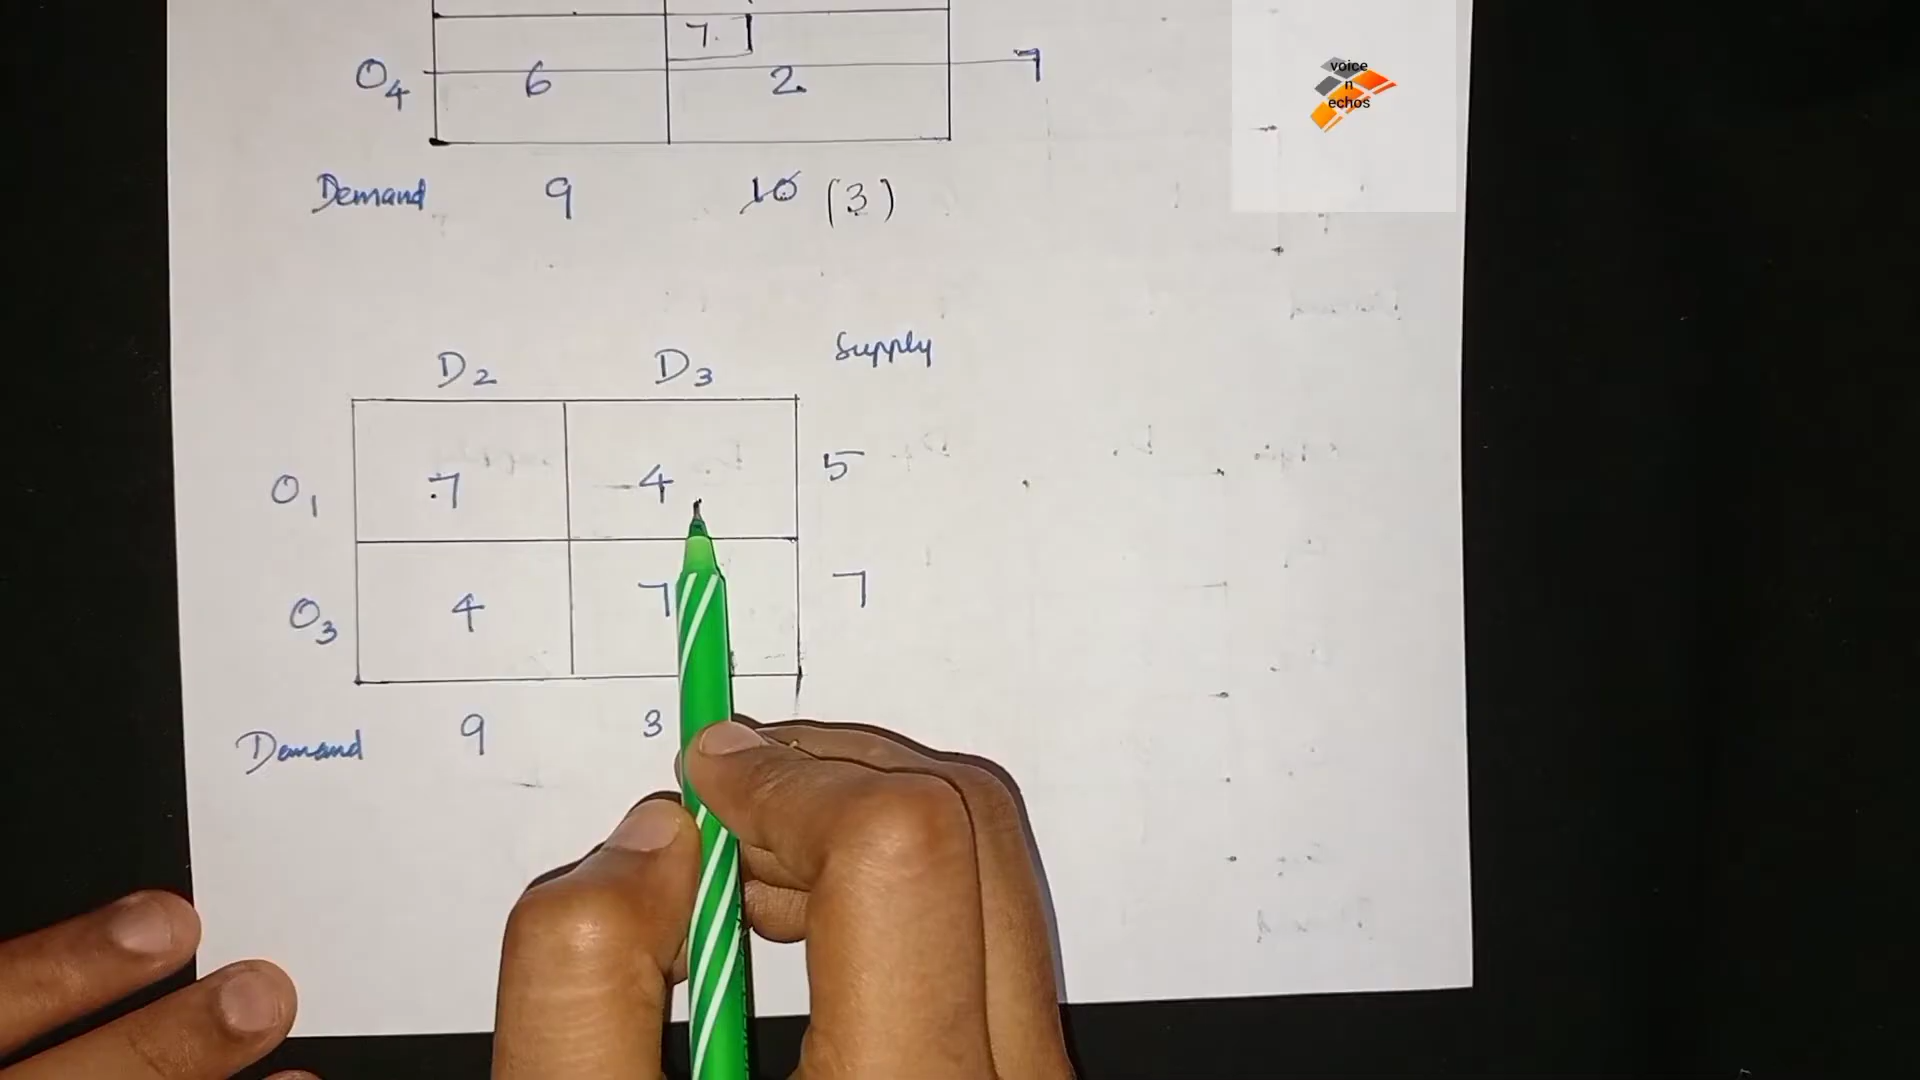 7.
O4 6 2 7
Demand 9 10 (3)
D2 D3 Supply
O1 7 4 5
O3 4 7 7
Demand 9 3
voice
n
echos